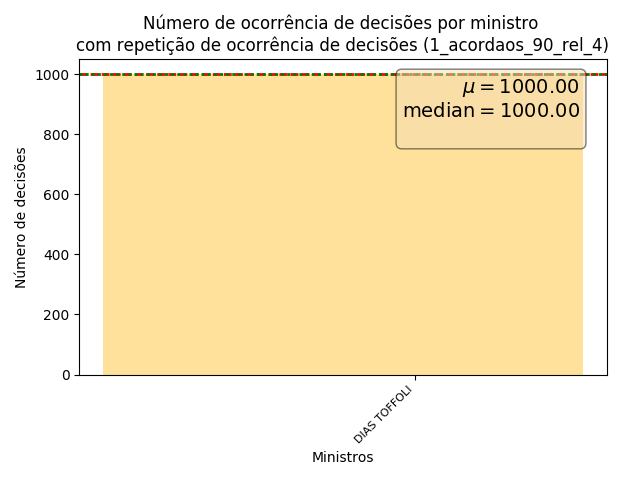 Número de ocorrência de decisões por ministro
com repetição de ocorrência de decisões (1_acordaos_90_rel_4)
μ = 1000.00
median = 1000.00
1000
800
600
400
200
0
Número de decisões
DIAS TOFFOLI
Ministros